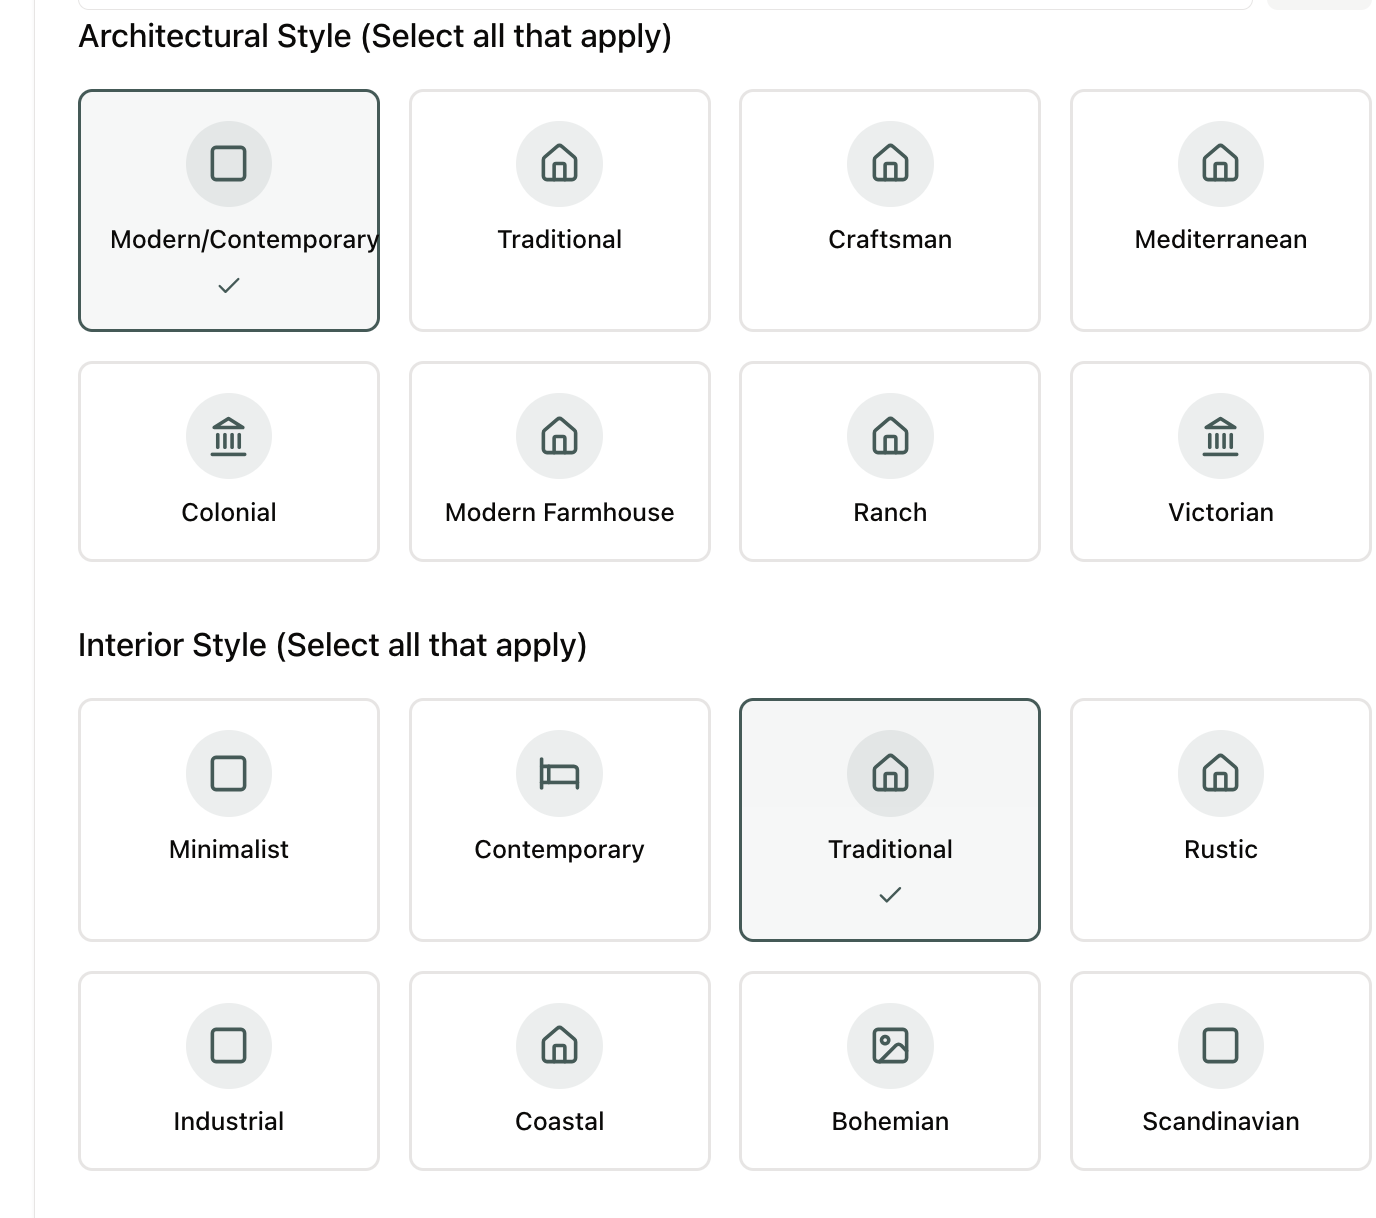 Architectural Style (Select all that apply)
Modern/Contemporary
Traditional
Craftsman
Mediterranean
Colonial
Modern Farmhouse
Ranch
Victorian
Interior Style (Select all that apply)
Minimalist
Contemporary
Traditional
Rustic
Industrial
Coastal
Bohemian
Scandinavian